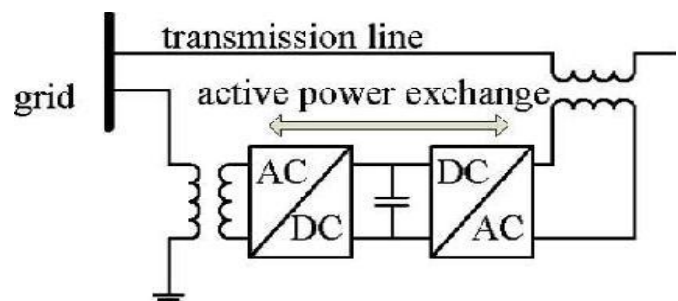 transmission line
grid
active power exchange
AC
DC
DC
AC